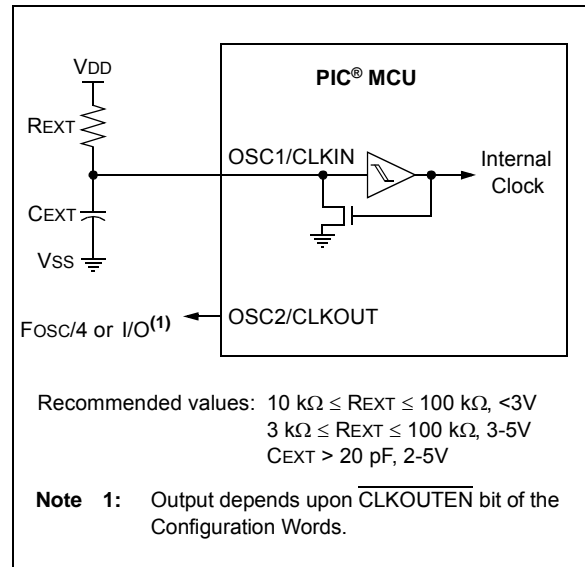 VDD
PIC® MCU
REXT
OSC1/CLKIN
Internal
Clock
CEXT
VSS
OSC2/CLKOUT
FOSC/4 or I/O(1)
Recommended values: 10 kΩ ≤ REXT ≤ 100 kΩ, <3V
3 kΩ ≤ REXT ≤ 100 kΩ, 3-5V
CEXT > 20 pF, 2-5V
Note 1: Output depends upon CLKOUTEN bit of the
Configuration Words.